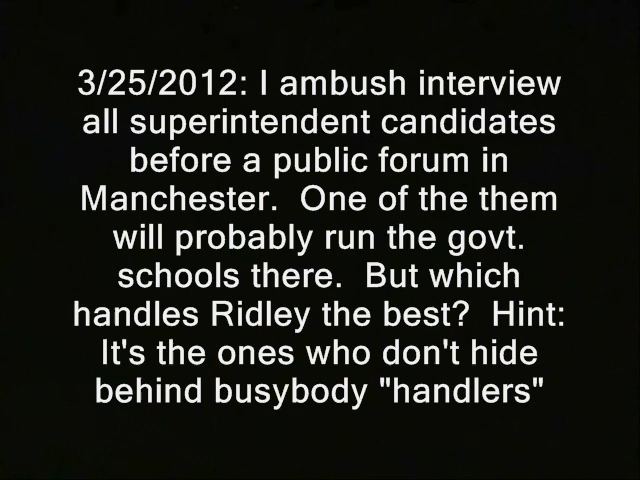 3/25/2012: I ambush interview
all superintendent candidates
before a public forum in
Manchester.  One of the them
will probably run the govt.
schools there.  But which
handles Ridley the best?  Hint:
It's the ones who don't hide
behind busybody "handlers"